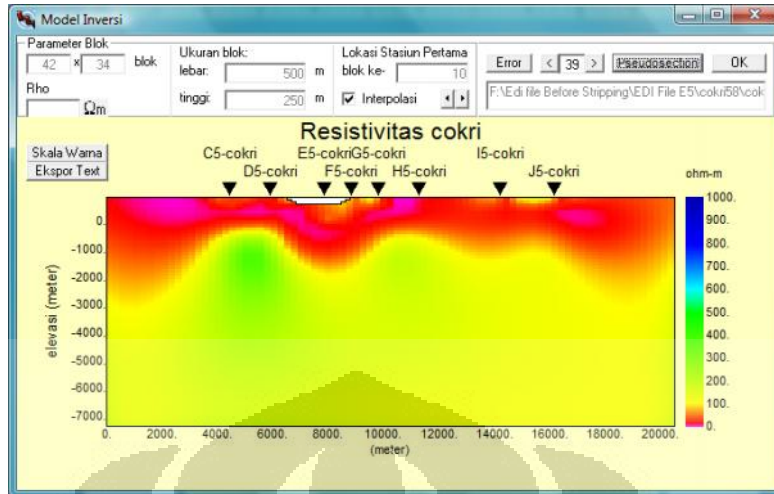 Model Inversi
Parameter Blok
42 x 34 blok
Rho
Ωm
Ukuran blok:
lebar: 500 m
tinggi: 250 m
Lokasi Stasiun Pertama
blok ke- 10
Interpolasi
Error < 39 > Pseudosection OK
F:\Edi file Before Stripping\EDI File E5\cokri58\cok
Resistivitas cokri
Skala Warna
Ekspor Text
C5-cokri E5-cokriG5-cokri I5-cokri
D5-cokri F5-cokri H5-cokri J5-cokri
ohm-m
1000.
900.
800.
700.
600.
500.
400.
300.
200.
100.
0.
elevasi (meter)
0.
-1000.
-2000.
-3000.
-4000.
-5000.
-6000.
-7000.
0. 2000. 4000. 6000. 8000. 10000. 12000. 14000. 16000. 18000. 20000.
(meter)